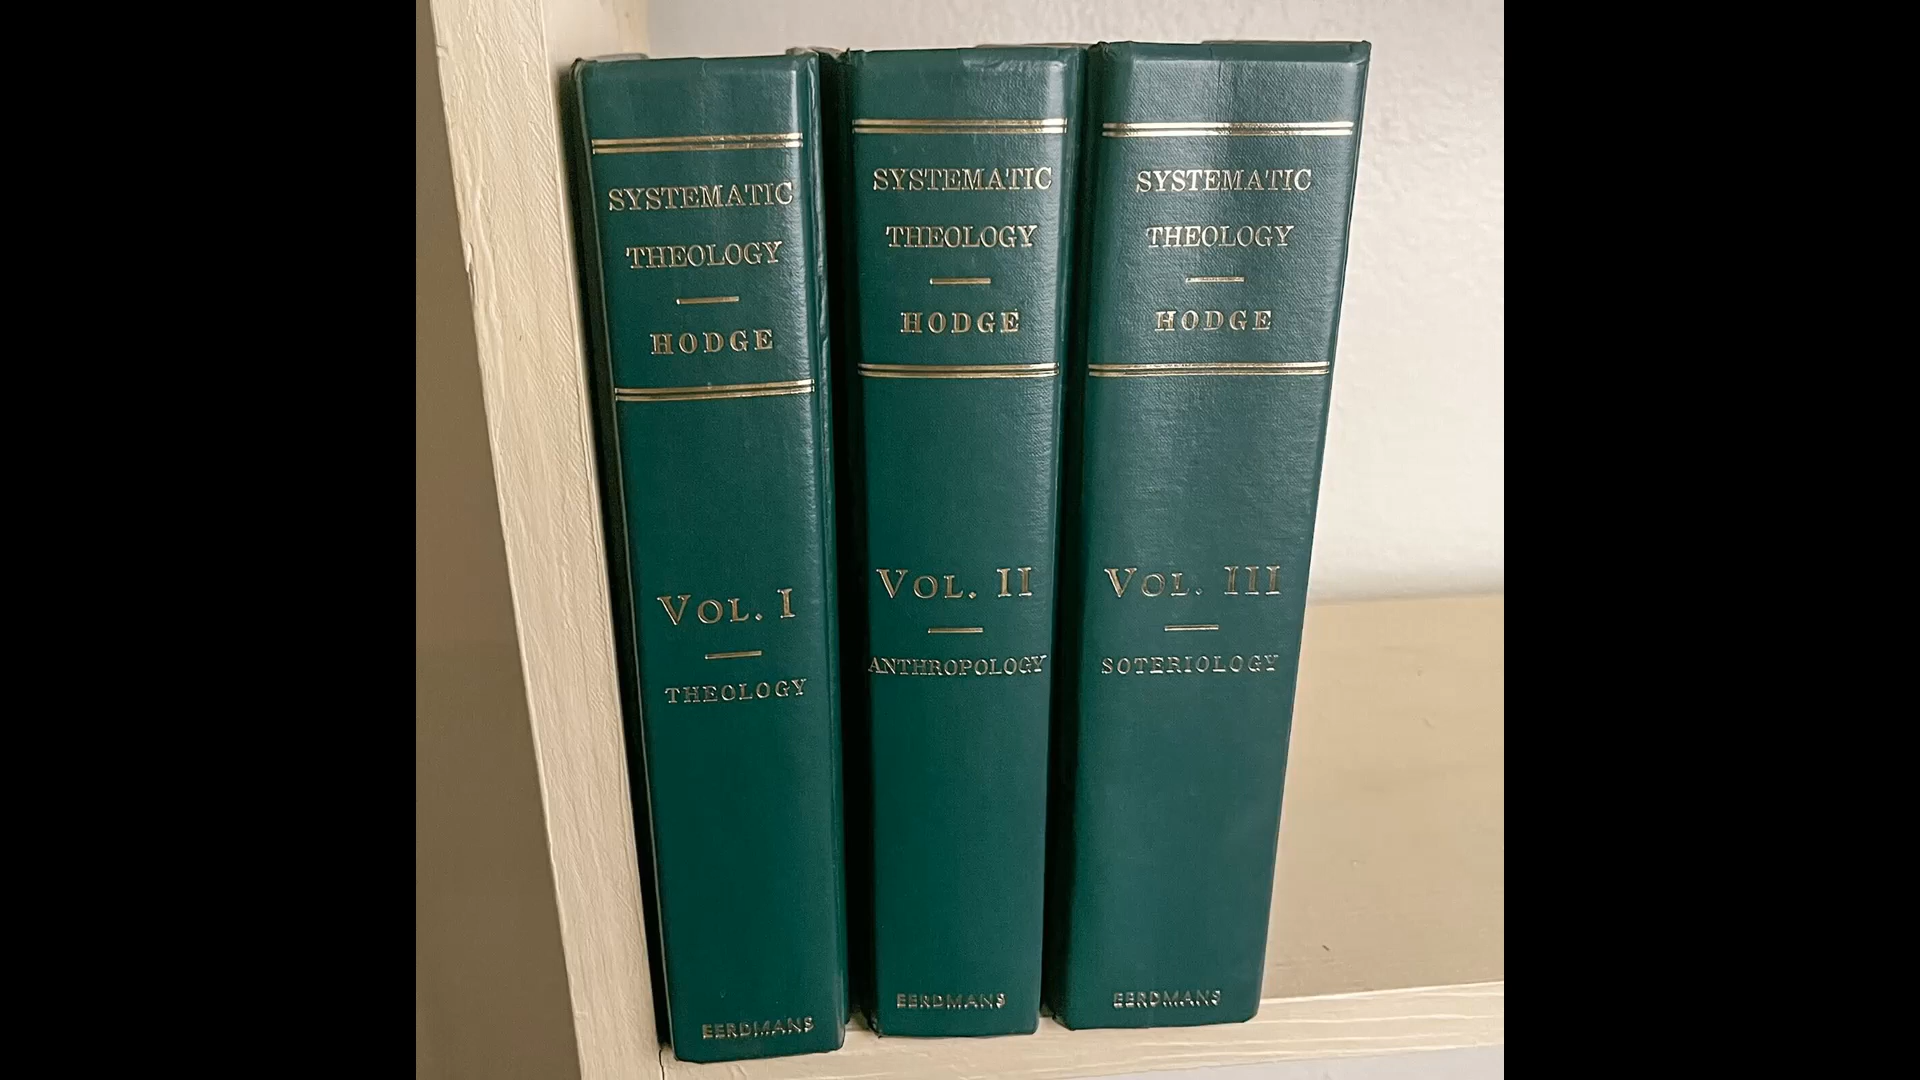 SYSTEMATIC
THEOLOGY
HODGE
VOL. I
THEOLOGY
EERDMANS
SYSTEMATIC
THEOLOGY
HODGE
VOL. II
ANTHROPOLOGY
EERDMANS
SYSTEMATIC
THEOLOGY
HODGE
VOL. III
SOTERIOLOGY
EERDMANS